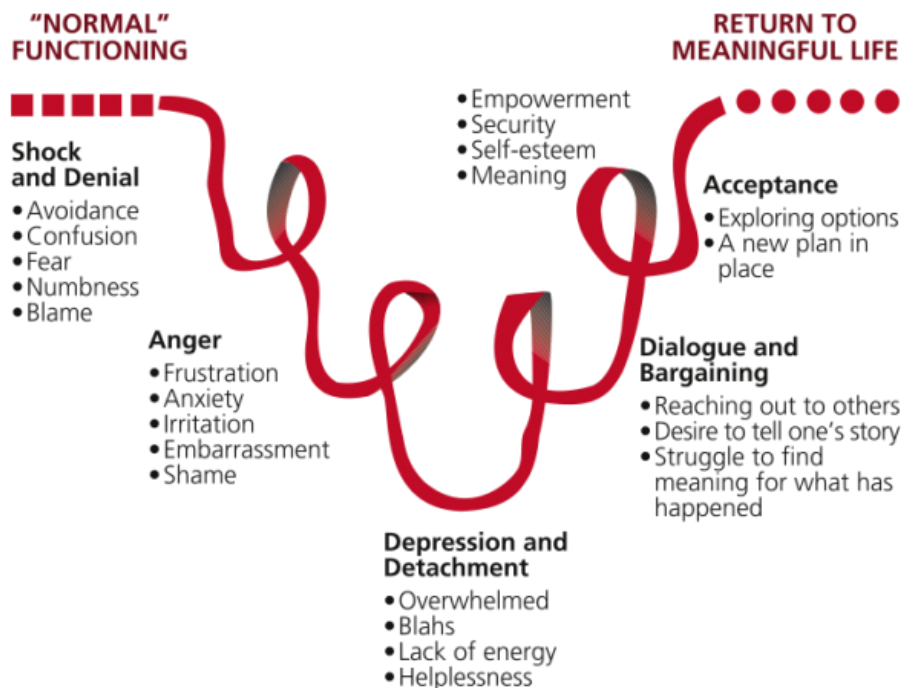 “NORMAL”
FUNCTIONING
Shock
and Denial
• Avoidance
• Confusion
• Fear
• Numbness
• Blame
Anger
• Frustration
• Anxiety
• Irritation
• Embarrassment
• Shame
Depression and
Detachment
• Overwhelmed
• Blahs
• Lack of energy
• Helplessness
Dialogue and
Bargaining
• Reaching out to others
• Desire to tell one’s story
• Struggle to find
meaning for what has
happened
Acceptance
• Exploring options
• A new plan in
place
• Empowerment
• Security
• Self-esteem
• Meaning
RETURN TO
MEANINGFUL LIFE